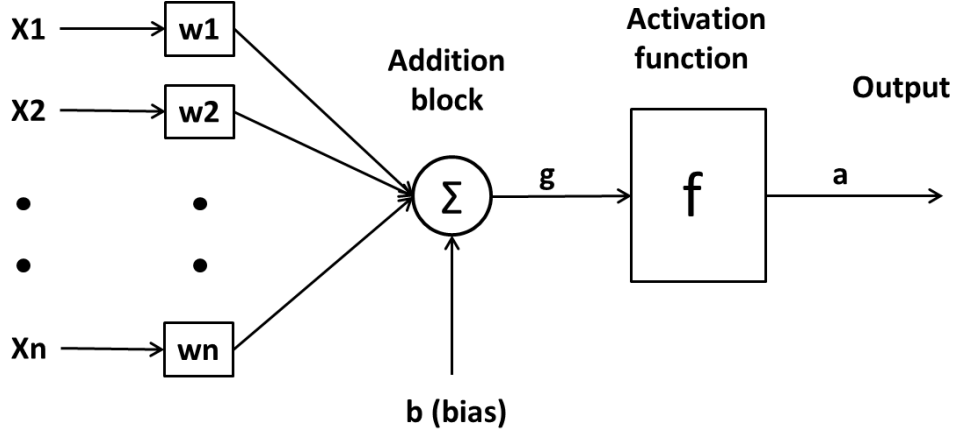 X1
w1
X2
w2
Xn
wn
Addition
block
Σ
b (bias)
g
Activation
function
f
a
Output